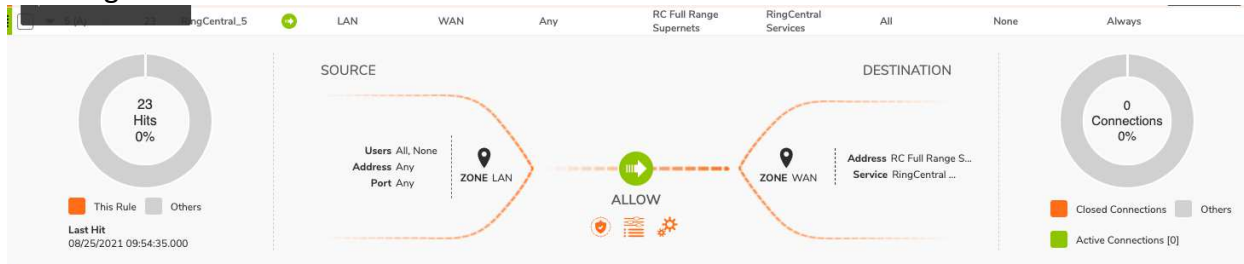 23 RingCentral_5 LAN WAN Any RC Full Range Supernets RingCentral Services All None Always
23
Hits
0%
This Rule Others
Last Hit
08/25/2021 09:54:35.000
SOURCE
Users All, None
Address Any
Port Any
ZONE LAN
ALLOW
DESTINATION
ZONE WAN
Address RC Full Range S...
Service RingCentral ...
0
Connections
0%
Closed Connections Others
Active Connections [0]